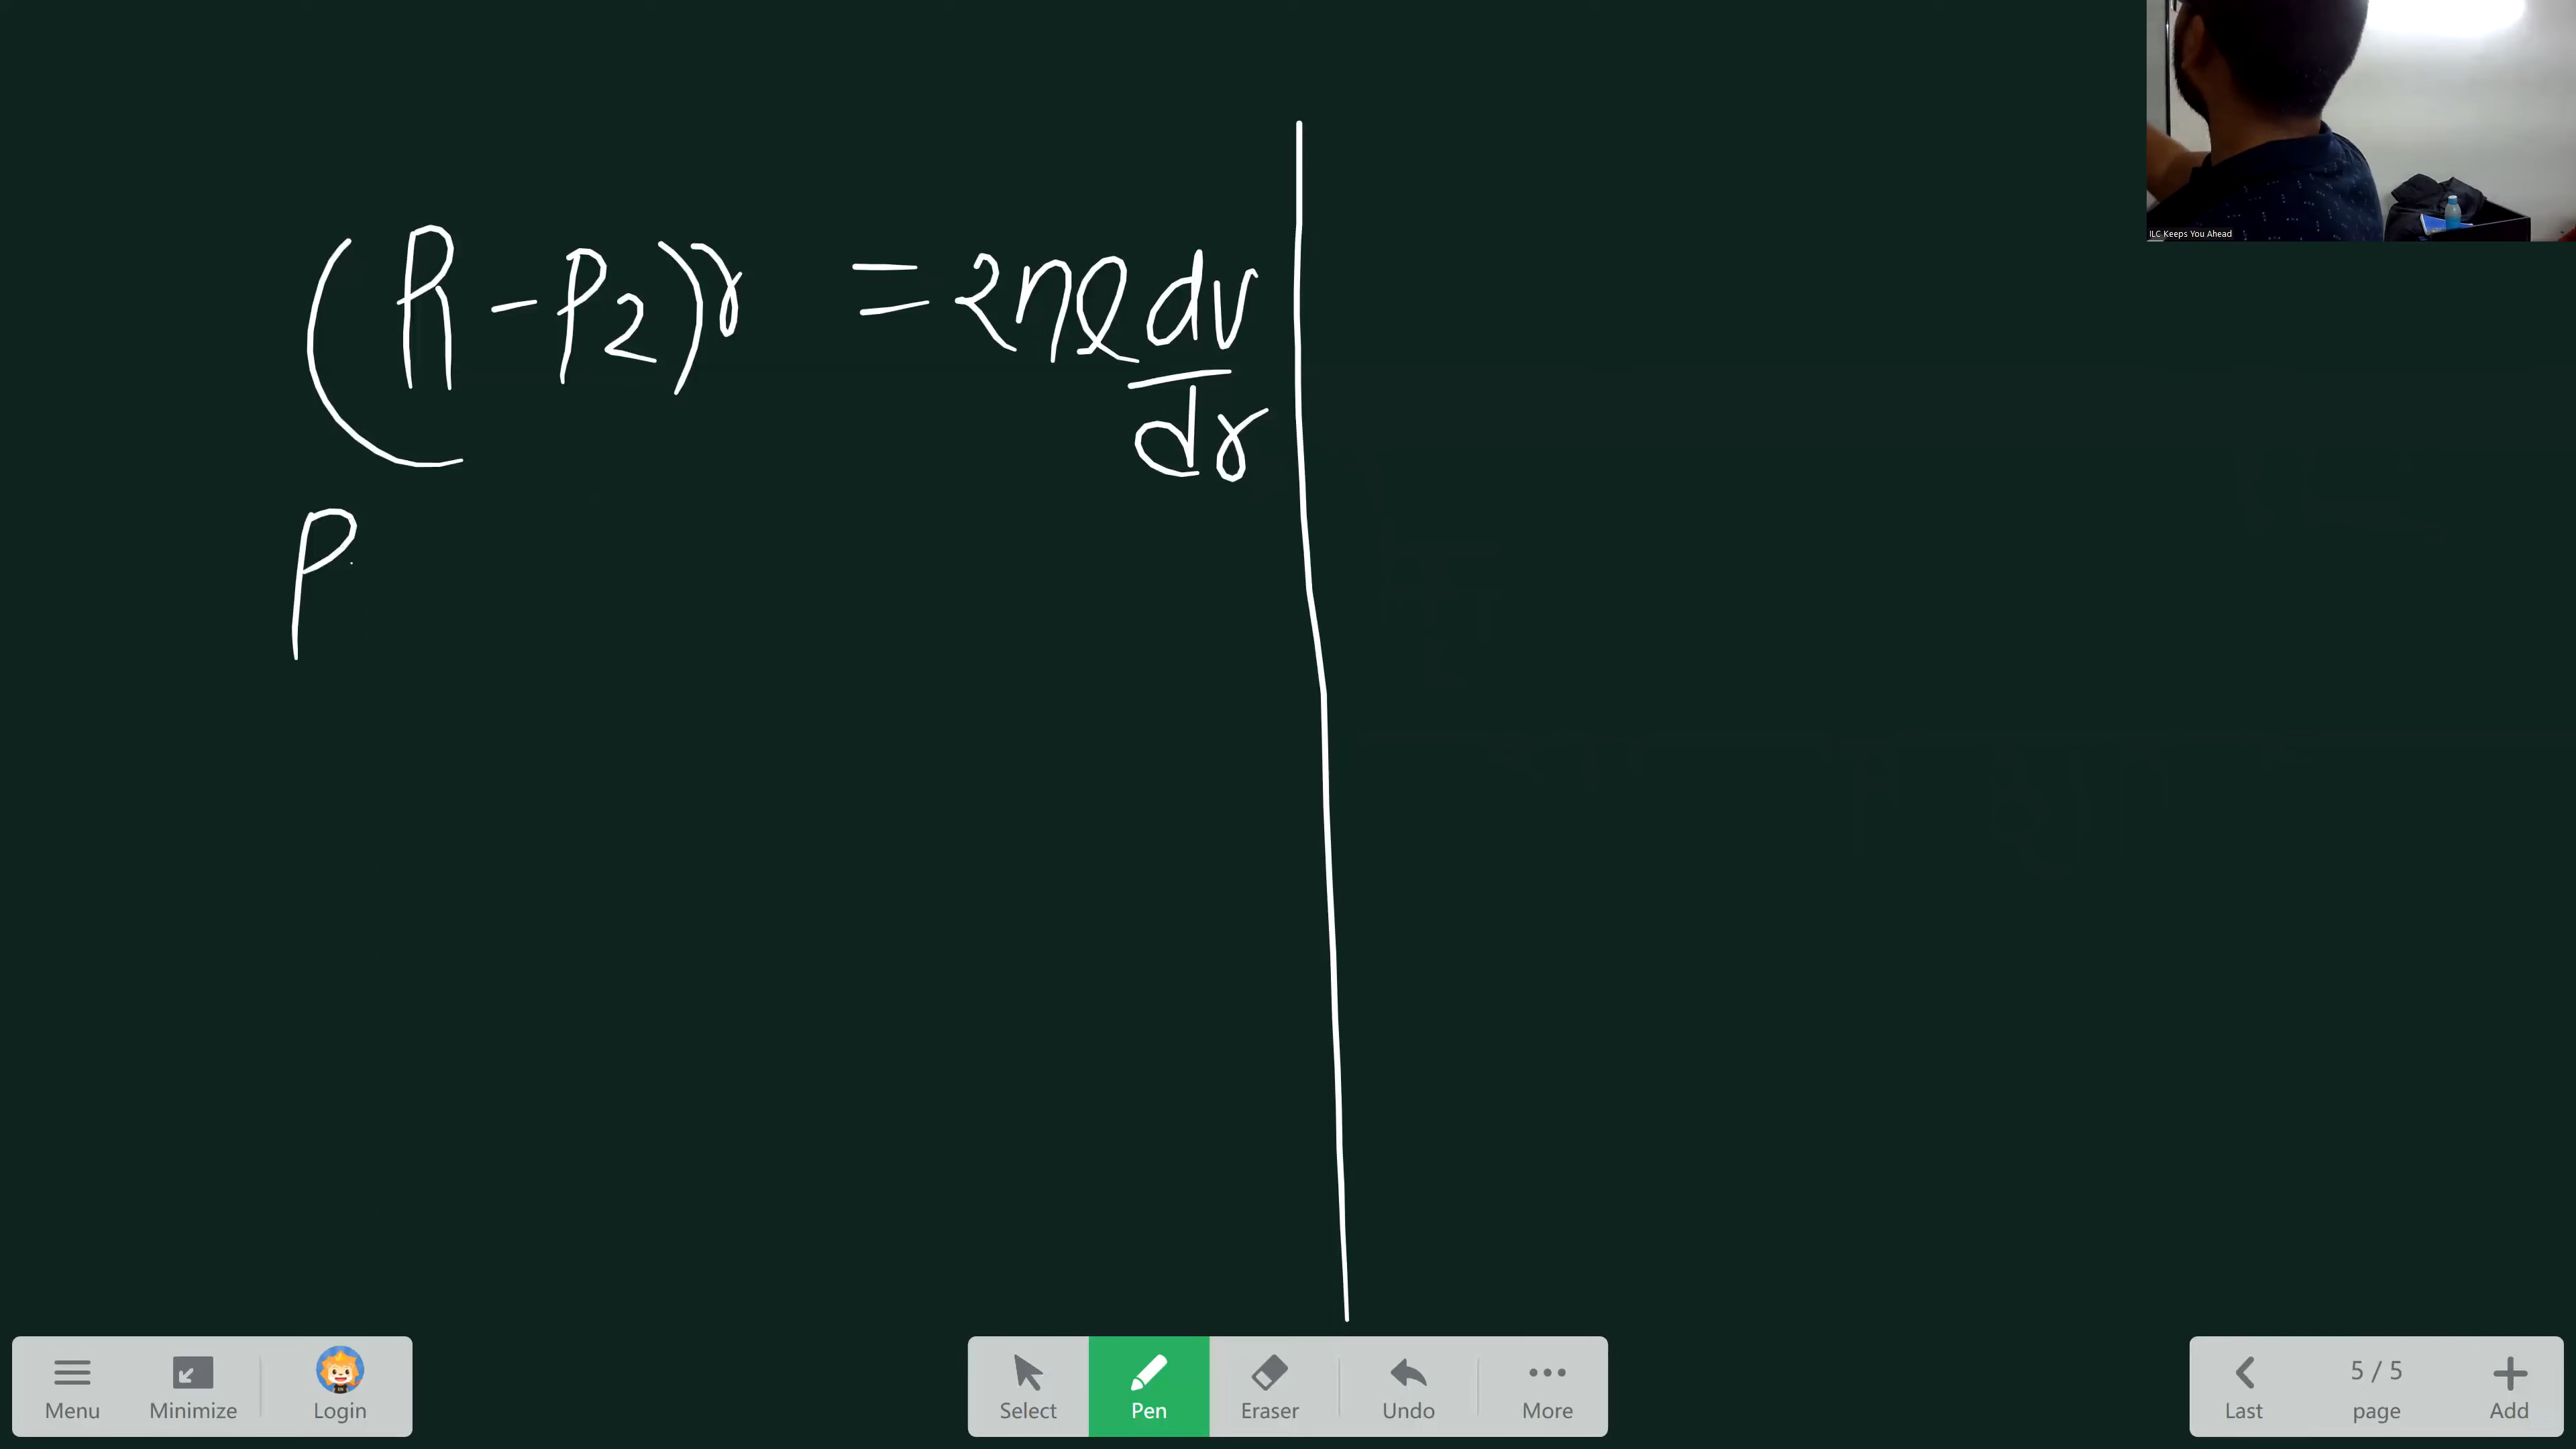 (P₁ - P₂)r = 2ηl dv/dr
P
ILC Keeps You Ahead
Menu Minimize Login Select Pen Eraser Undo More Last 5 / 5 page Add